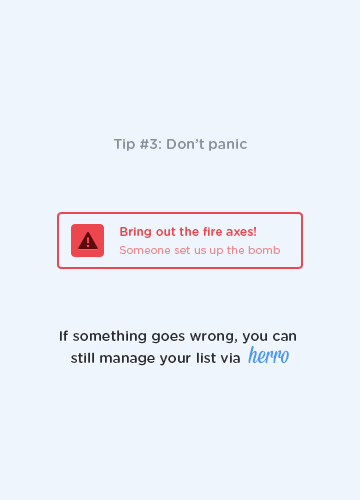 Tip #3: Don't panic
Bring out the fire axes!
Someone set us up the bomb
If something goes wrong, you can
still manage your list via herro